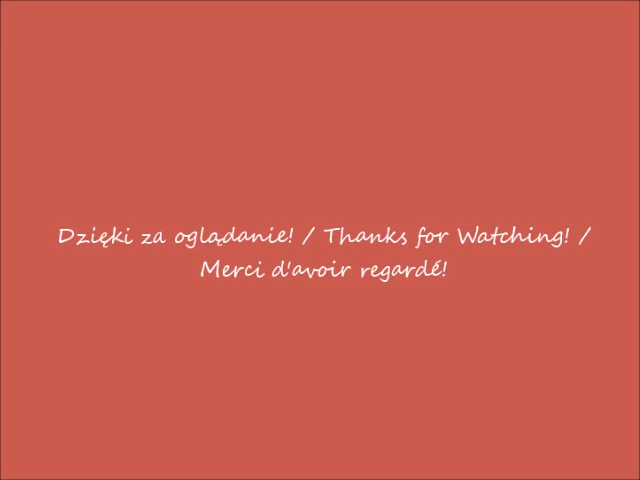 Dzięki za oglądanie! / Thanks for Watching! /
Merci d'avoir regardé!